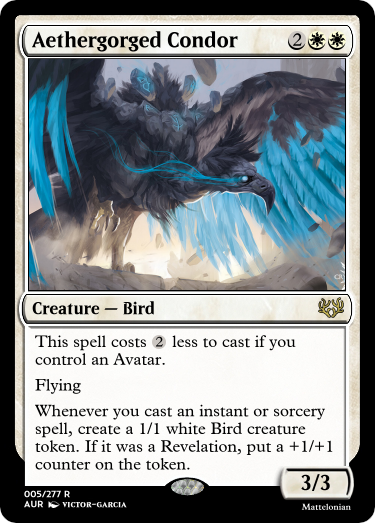 Aethergorged Condor 2
Creature — Bird
This spell costs 2 less to cast if you
control an Avatar.
Flying
Whenever you cast an instant or sorcery
spell, create a 1/1 white Bird creature
token. If it was a Revelation, put a +1/+1
counter on the token.
3/3
005/277 R
AUR VICTOR-GARCIA
Mattelonian